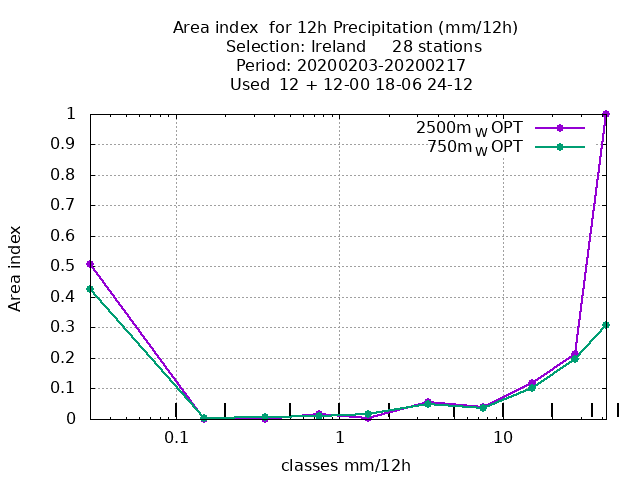 Area index  for 12h Precipitation (mm/12h)
Selection: Ireland     28 stations
Period: 20200203-20200217
Used  12 + 12-00 18-06 24-12
2500m W OPT
750m W OPT
1
0.9
0.8
0.7
0.6
0.5
0.4
0.3
0.2
0.1
0
Area index
0.1 1 10
classes mm/12h